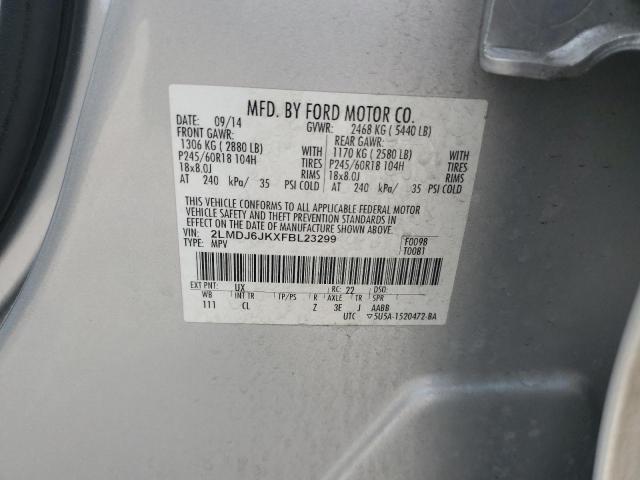 MFD. BY FORD MOTOR CO.
DATE: 09/14 GVWR: 2468 KG ( 5440 LB)
FRONT GAWR: REAR GAWR:
1306 KG ( 2880 LB) WITH 1170 KG ( 2580 LB) WITH
P245/60R18 104H TIRES P245/60R18 104H TIRES
18x8.0J RIMS 18x8.0J RIMS
AT 240 kPa/ 35 PSI COLD AT 240 kPa/ 35 PSI COLD
THIS VEHICLE CONFORMS TO ALL APPLICABLE FEDERAL MOTOR
VEHICLE SAFETY AND THEFT PREVENTION STANDARDS IN
EFFECT ON THE DATE OF MANUFACTURE SHOWN ABOVE.
VIN: 2LMDJ6JKXFBL23299 F0098
TYPE: MPV T0081
EXT PNT: UX RC: 22 DSO:
WB INT TR TP/PS R AXLE TR SPR
111 CL Z 3E J AABB
UTC ▽5U5A-1520472-BA